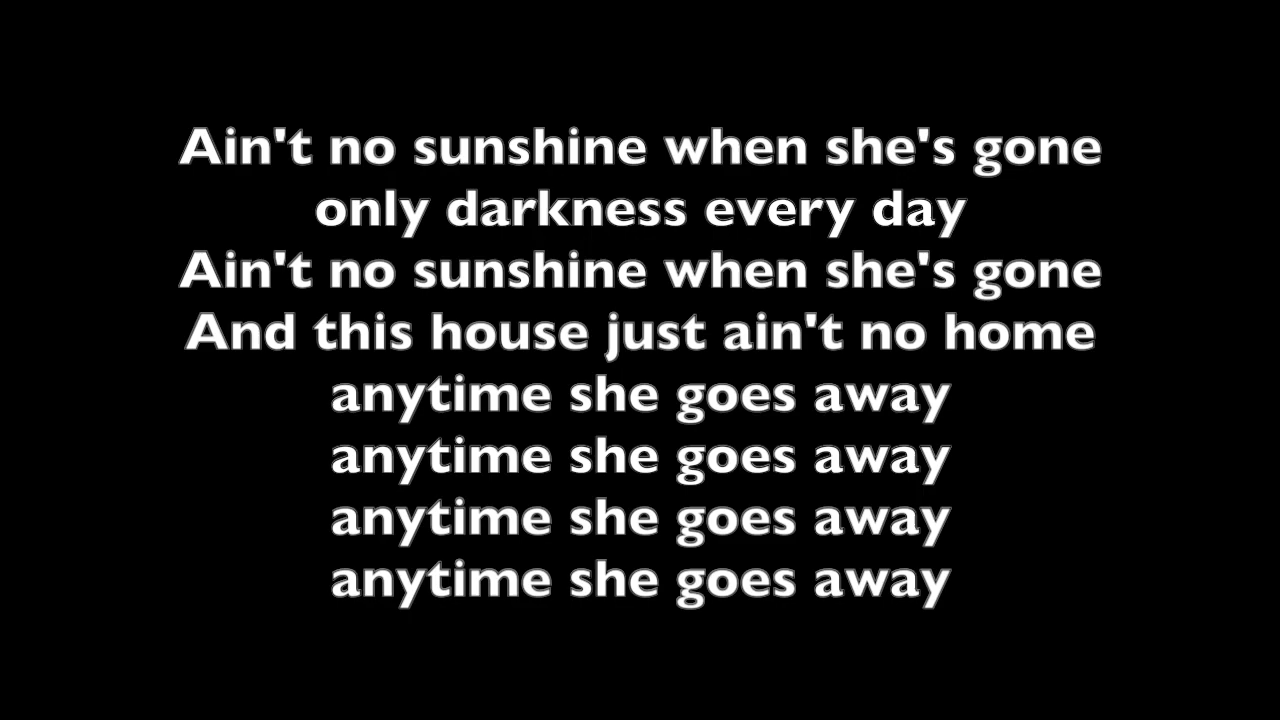 Ain't no sunshine when she's gone
only darkness every day
Ain't no sunshine when she's gone
And this house just ain't no home
anytime she goes away
anytime she goes away
anytime she goes away
anytime she goes away